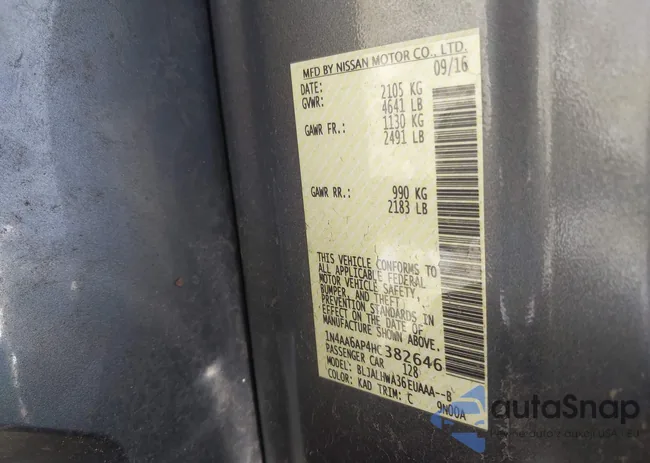 MFD BY NISSAN MOTOR CO., LTD.
DATE: 09/16
GVWR: 2105 KG
4641 LB
GAWR FR.: 1130 KG
2491 LB
GAWR RR.: 990 KG
2183 LB
THIS VEHICLE CONFORMS TO
ALL APPLICABLE FEDERAL
MOTOR VEHICLE SAFETY,
BUMPER, AND THEFT
PREVENTION STANDARDS IN
EFFECT ON THE DATE OF
MANUFACTURE SHOWN ABOVE.
1N4AA6AP4HC382646
PASSENGER CAR 128
MODEL: BLJALHWA36EUAAA--B
COLOR: KAD TRIM: C 9N00A
autaSnap